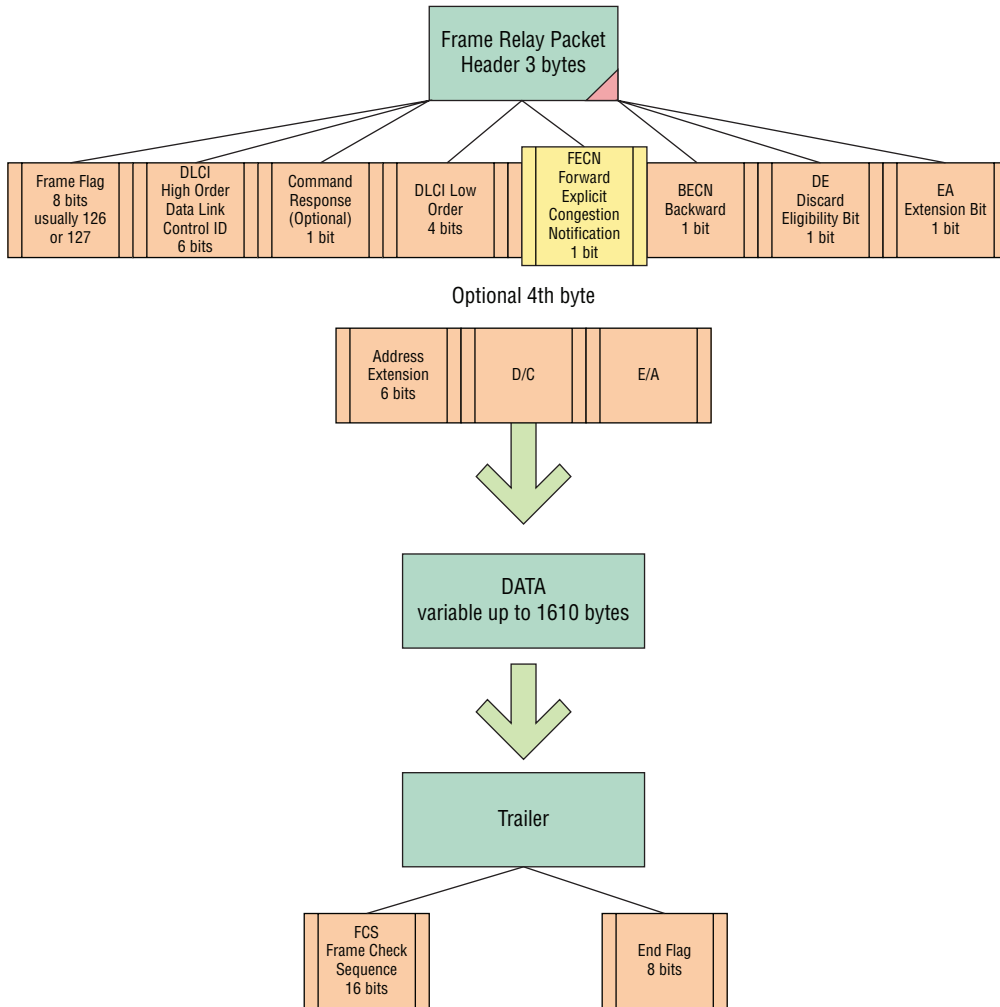 Frame Relay Packet
Header 3 bytes
Frame Flag
8 bits
usually 126
or 127
DLCI
High Order
Data Link
Control ID
6 bits
Command
Response
(Optional)
1 bit
DLCI Low
Order
4 bits
FECN
Forward
Explicit
Congestion
Notification
1 bit
BECN
Backward
1 bit
DE
Discard
Eligibility Bit
1 bit
EA
Extension Bit
1 bit
Optional 4th byte
Address
Extension
6 bits
D/C
E/A
DATA
variable up to 1610 bytes
Trailer
FCS
Frame Check
Sequence
16 bits
End Flag
8 bits